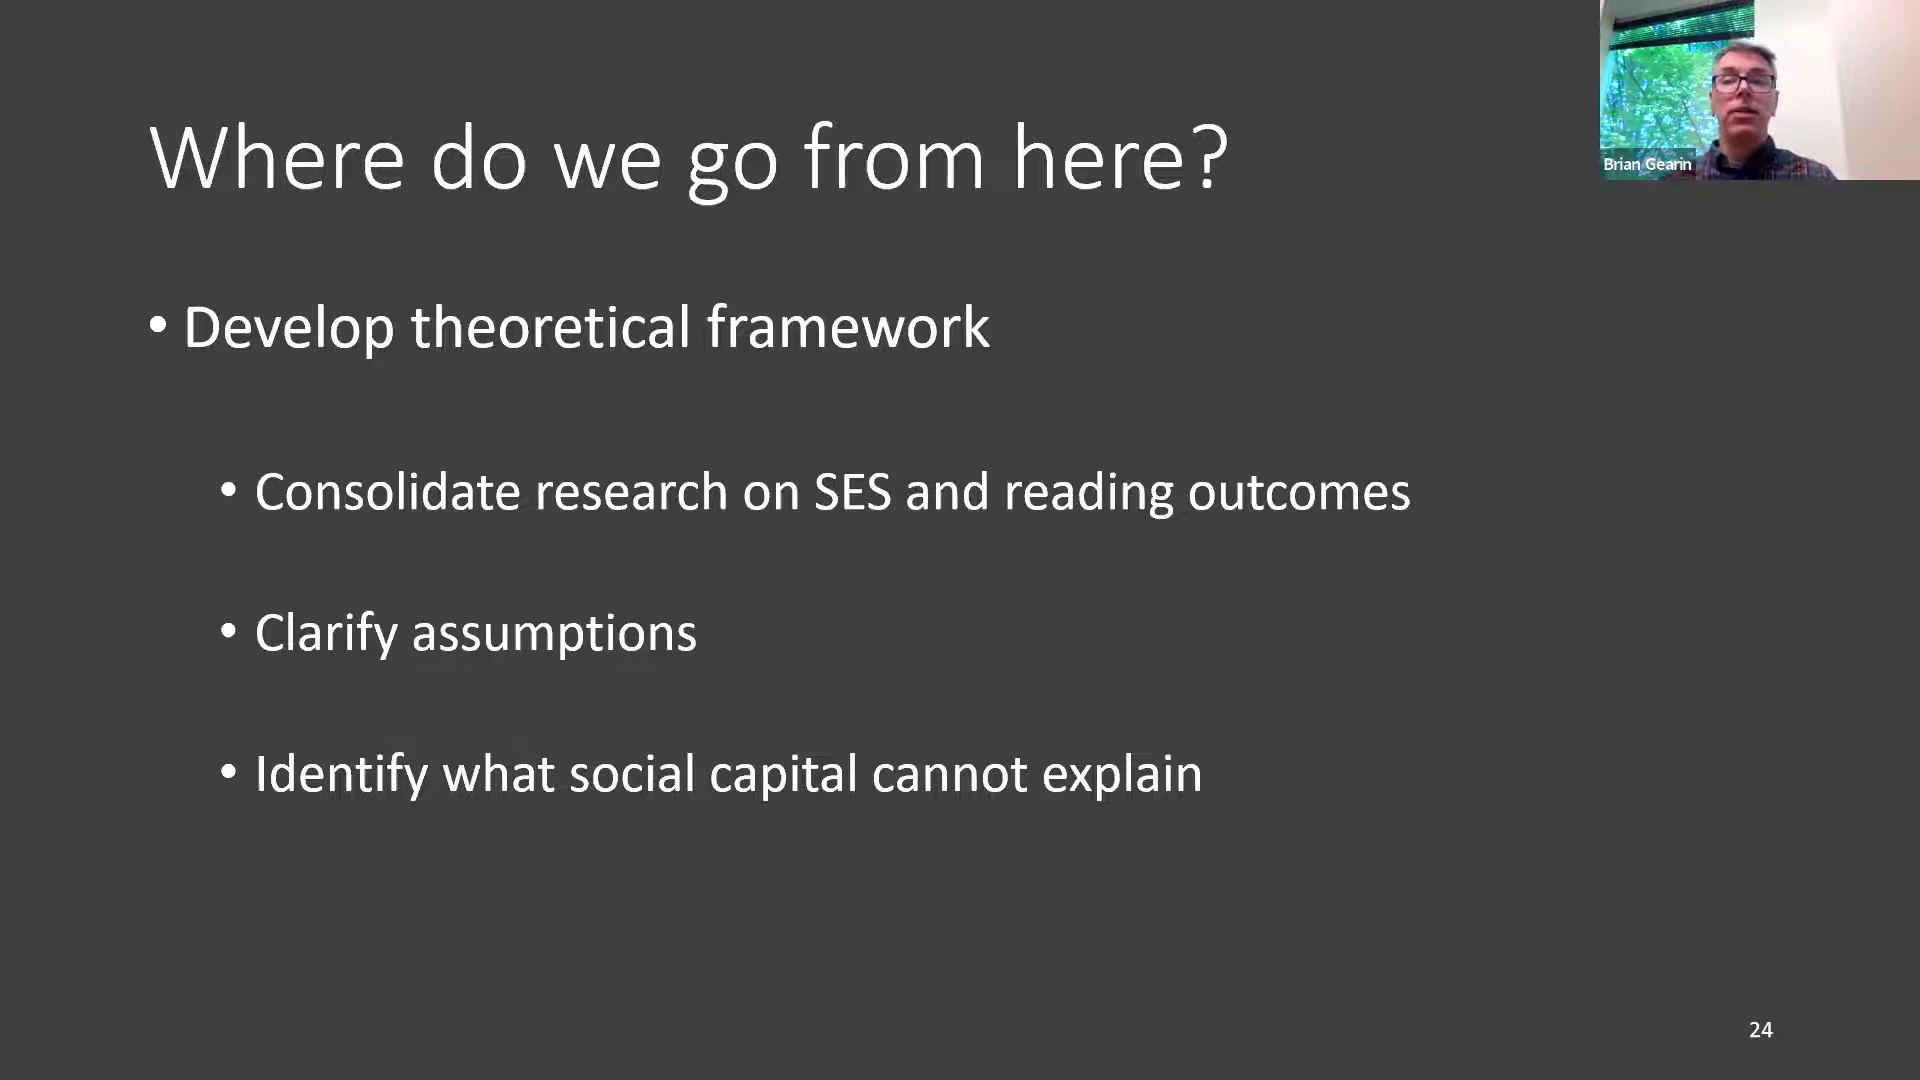 Where do we go from here?
Brian Gearin
• Develop theoretical framework
• Consolidate research on SES and reading outcomes
• Clarify assumptions
• Identify what social capital cannot explain
24